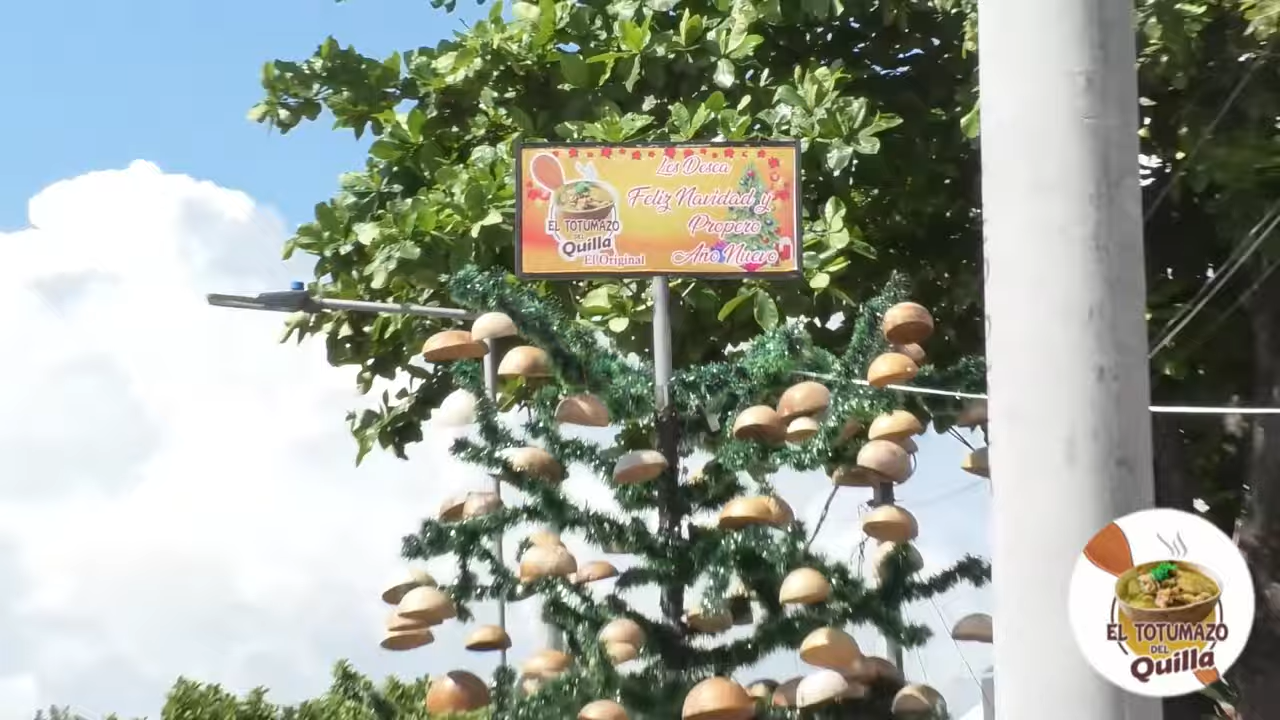 Les Desea
Feliz Navidad y
Propero
Año Nuevo
EL TOTUMAZO
DEL
Quilla
El Original
EL TOTUMAZO
DEL
Quilla